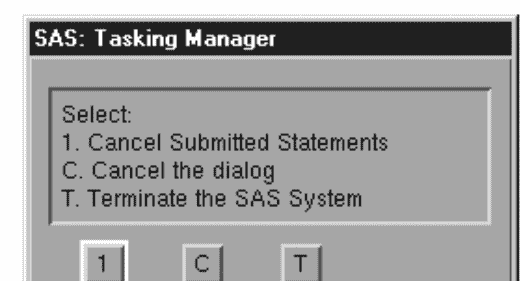 SAS: Tasking Manager
Select:
1. Cancel Submitted Statements
C. Cancel the dialog
T. Terminate the SAS System
1 C T